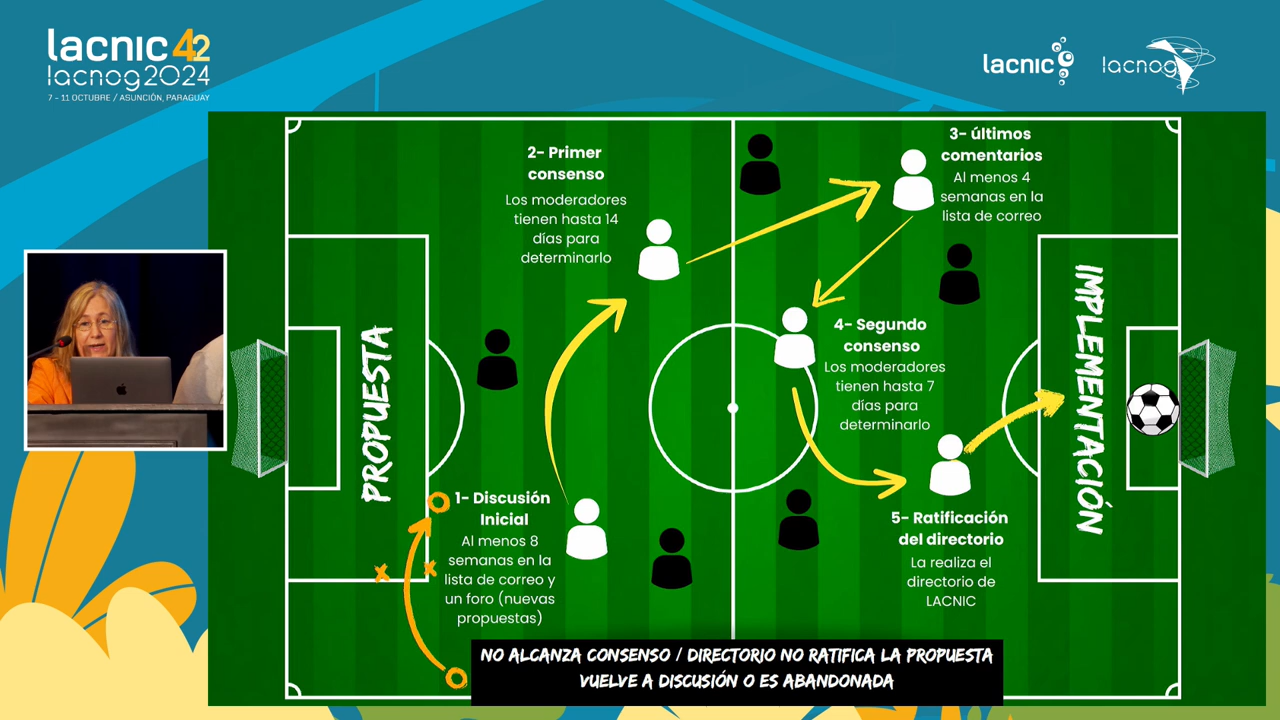 lacnic 42
lacnog2024
7 - 11 OCTUBRE / ASUNCIÓN, PARAGUAY
lacnic
lacnog
PROPUESTA
1- Discusión
Inicial
Al menos 8
semanas en la
lista de correo y
un foro (nuevas
propuestas)
2- Primer
consenso
Los moderadores
tienen hasta 14
días para
determinarlo
3- últimos
comentarios
Al menos 4
semanas en la
lista de correo
4- Segundo
consenso
Los moderadores
tienen hasta 7
días para
determinarlo
5- Ratificación
del directorio
La realiza el
directorio de
LACNIC
IMPLEMENTACIÓN
NO ALCANZA CONSENSO / DIRECTORIO NO RATIFICA LA PROPUESTA
VUELVE A DISCUSIÓN O ES ABANDONADA